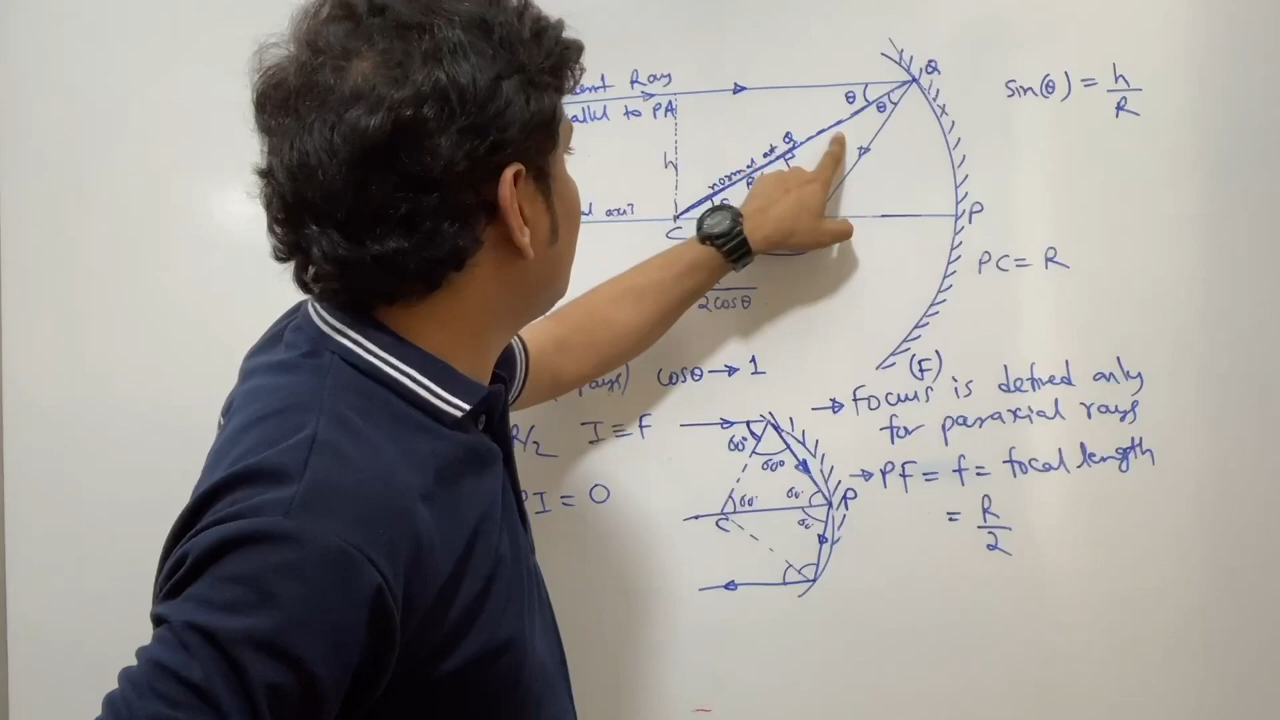 Ray
Q
sin(θ) = h/R
to PA
θ
θ
h
normal at Q
C
P
PC = R
2cosθ
cosθ → 1
(F)
→ Focus is defined only
for paraxial rays
R/2 I ≡ F
60°
60°
60°
60°
C
P
→ PF = f = focal length
PI = 0
= R/2